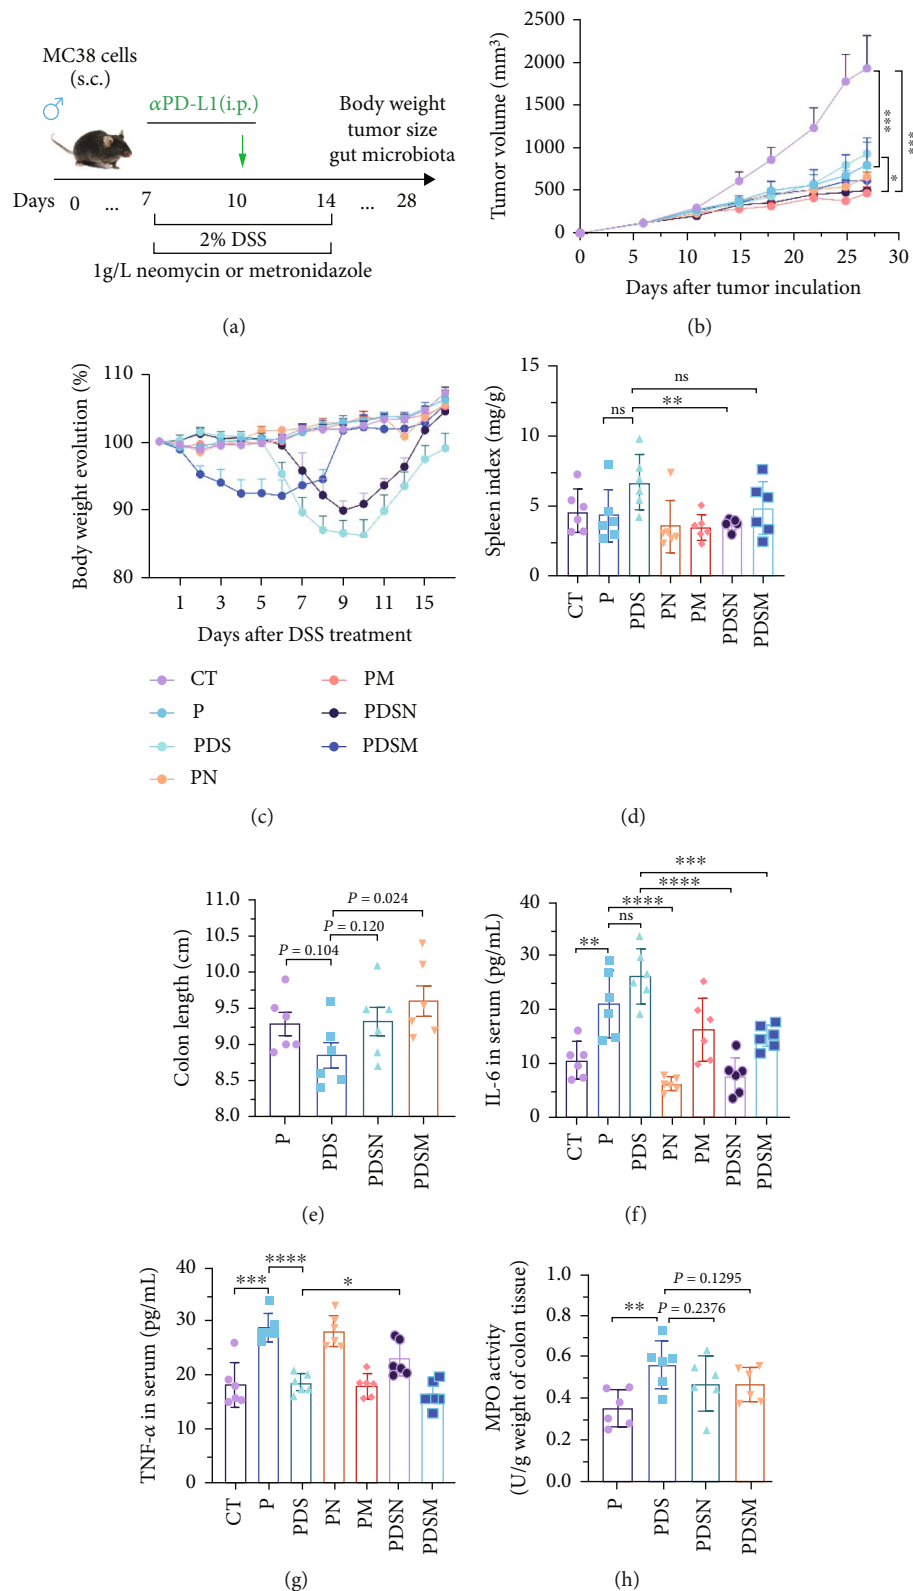 MC38 cells
(s.c.)
αPD-L1(i.p.)
Body weight
tumor size
gut microbiota
Days 0 ... 7 10 14 ... 28
2% DSS
1g/L neomycin or metronidazole
(a)
Tumor volume (mm³)
2500
2000
1500
1000
500
0
0 5 10 15 20 25 30
***
*
***
Days after tumor inculation
(b)
Body weight evolution (%)
110
100
90
80
1 3 5 7 9 11 15
Days after DSS treatment
CT
P
PDS
PN
PM
PDSN
PDSM
(c)
Spleen index (mg/g)
15
10
5
0
ns
ns
**
CT P PDS PN PM PDSN PDSM
(d)
Colon length (cm)
11.0
10.5
10.0
9.5
9.0
8.5
8.0
P = 0.024
P = 0.120
P = 0.104
P PDS PDSN PDSM
(e)
IL-6 in serum (pg/mL)
40
30
20
10
0
***
****
****
ns
**
CT P PDS PN PM PDSN PDSM
(f)
TNF-α in serum (pg/mL)
40
30
20
10
0
*** **** *
CT P PDS PN PM PDSN PDSM
(g)
MPO actvity
(U/g weight of colon tissue)
1.0
0.8
0.6
0.4
0.2
0.0
P = 0.1295
** P = 0.2376
P PDS PDSN PDSM
(h)